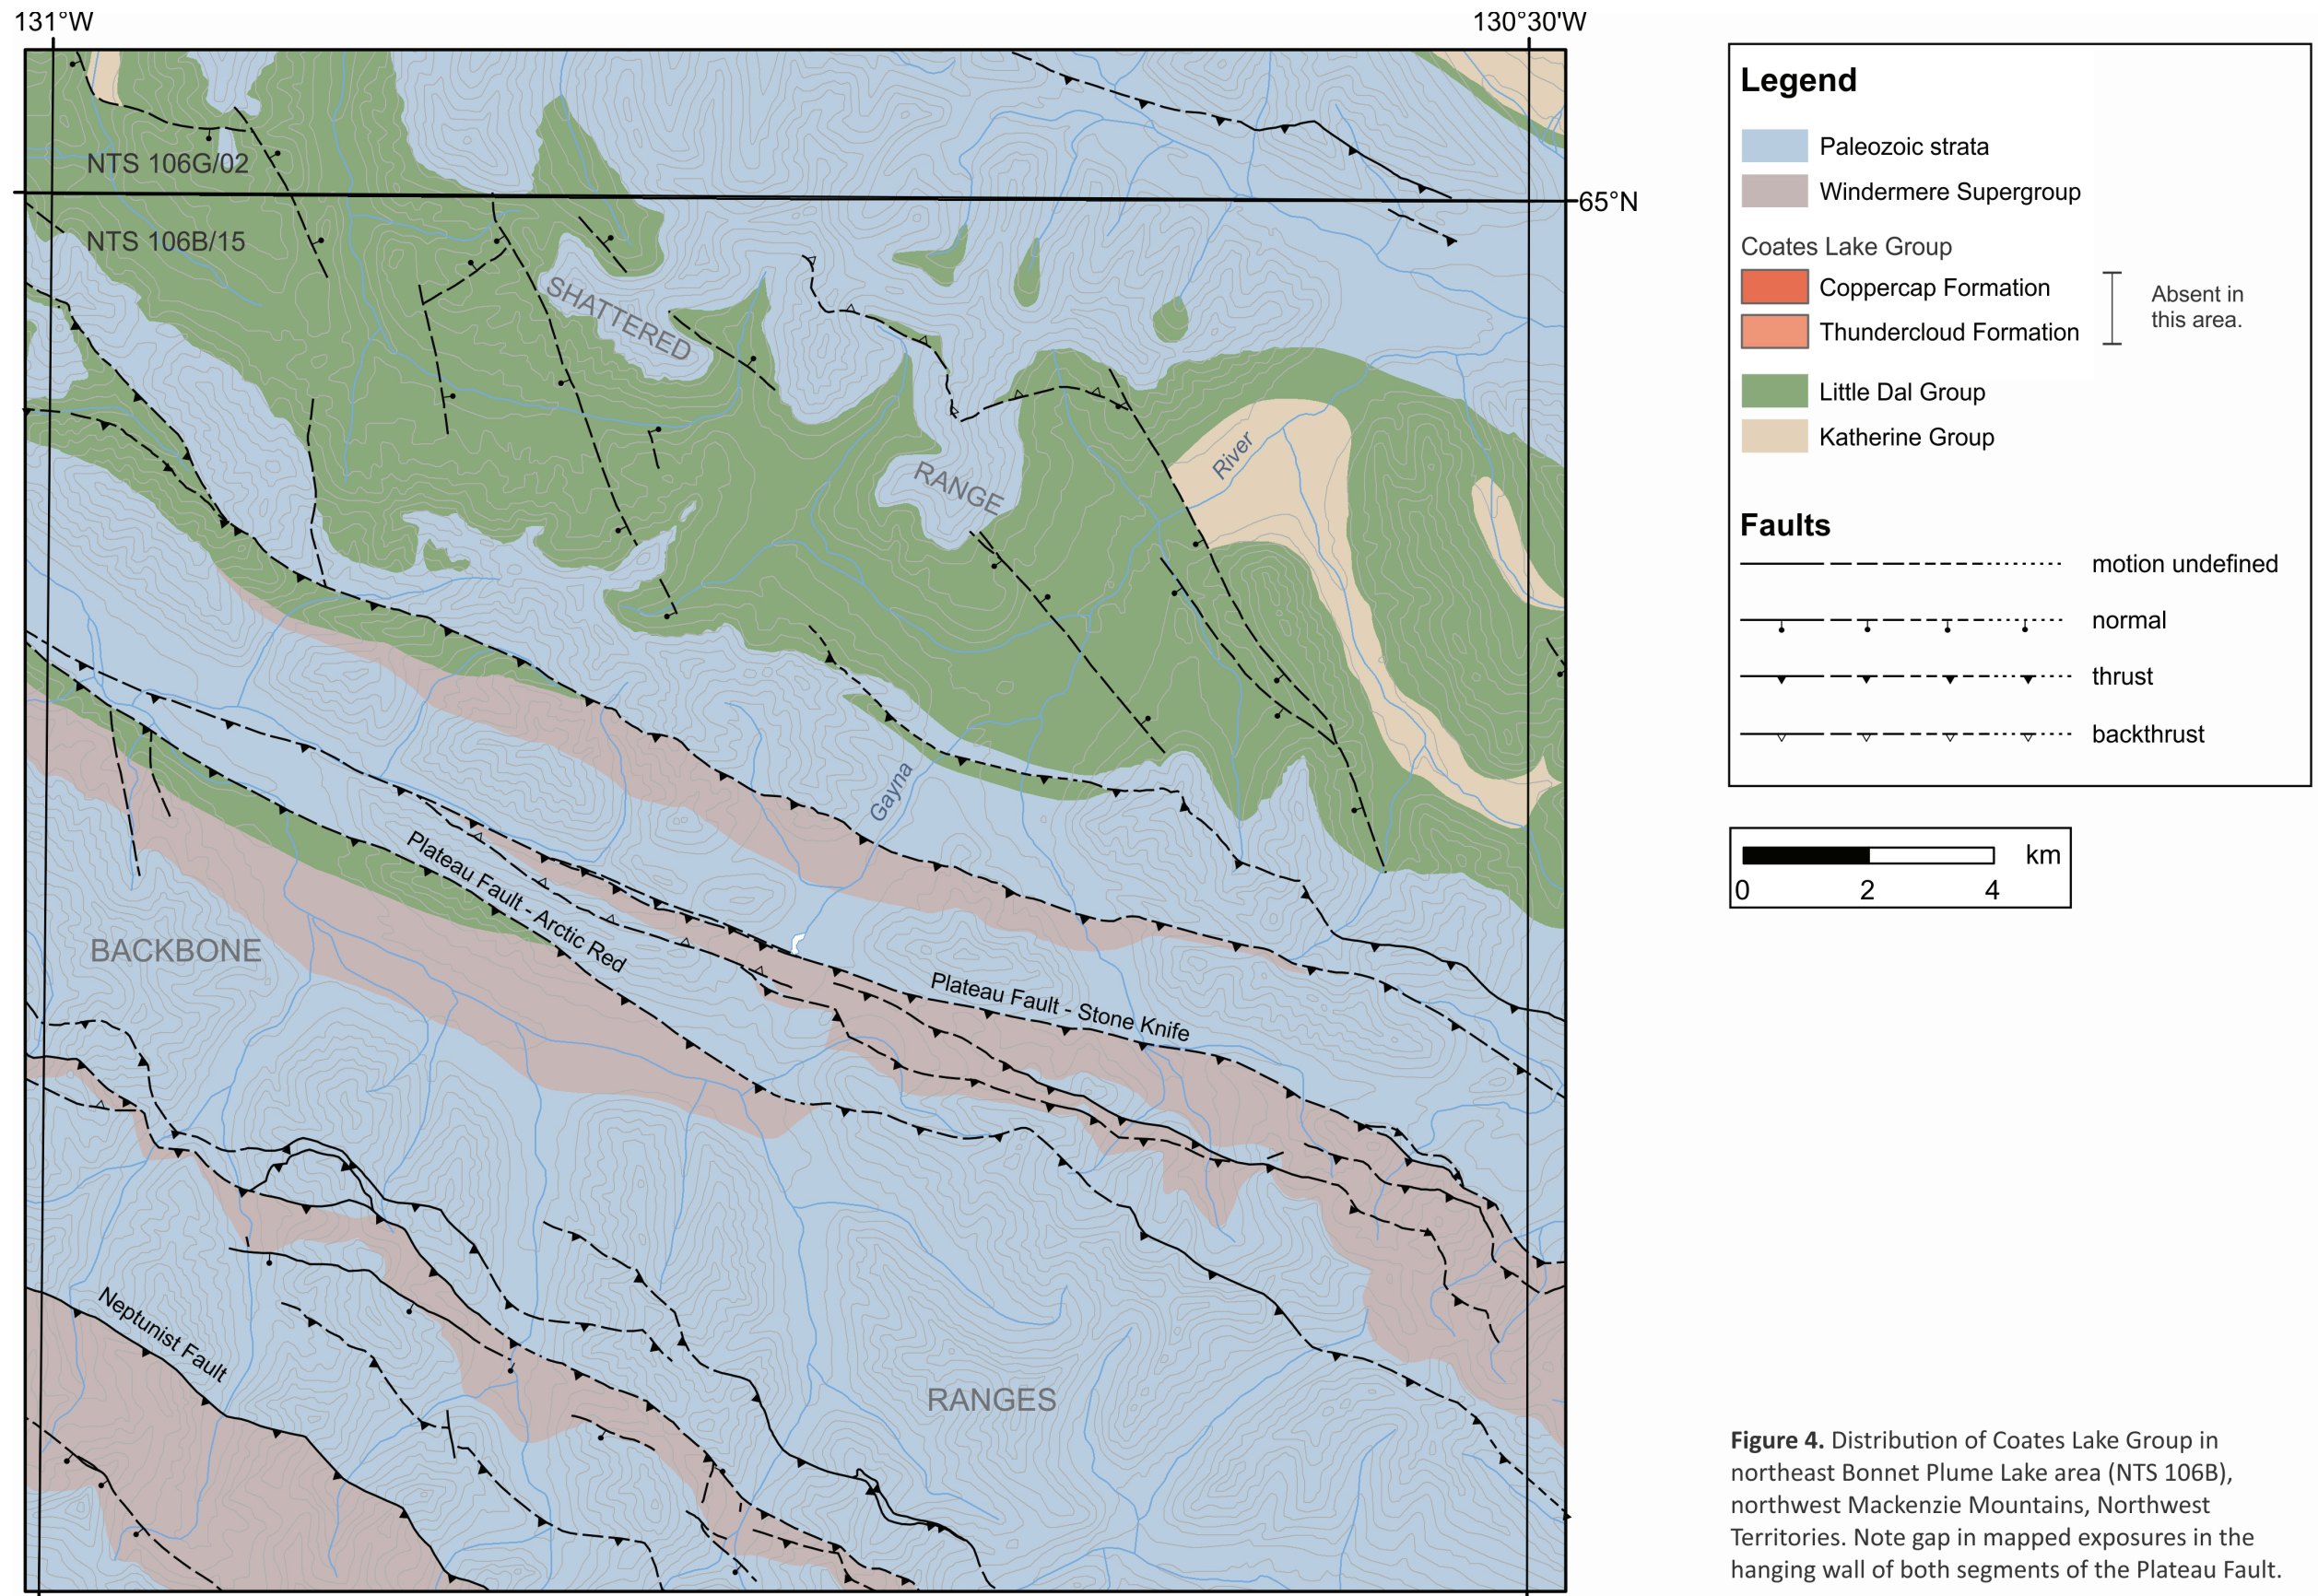 131°W
130°30'W
NTS 106G/02
65°N
NTS 106B/15
SHATTERED
RANGE
River
Gayna
Plateau Fault - Arctic Red
BACKBONE
Plateau Fault - Stone Knife
Neptunist Fault
RANGES
Legend
Paleozoic strata
Windermere Supergroup
Coates Lake Group
Coppercap Formation
Thundercloud Formation
Absent in
this area.
Little Dal Group
Katherine Group
Faults
motion undefined
normal
thrust
backthrust
km
0 2 4
Figure 4. Distribution of Coates Lake Group in
northeast Bonnet Plume Lake area (NTS 106B),
northwest Mackenzie Mountains, Northwest
Territories. Note gap in mapped exposures in the
hanging wall of both segments of the Plateau Fault.